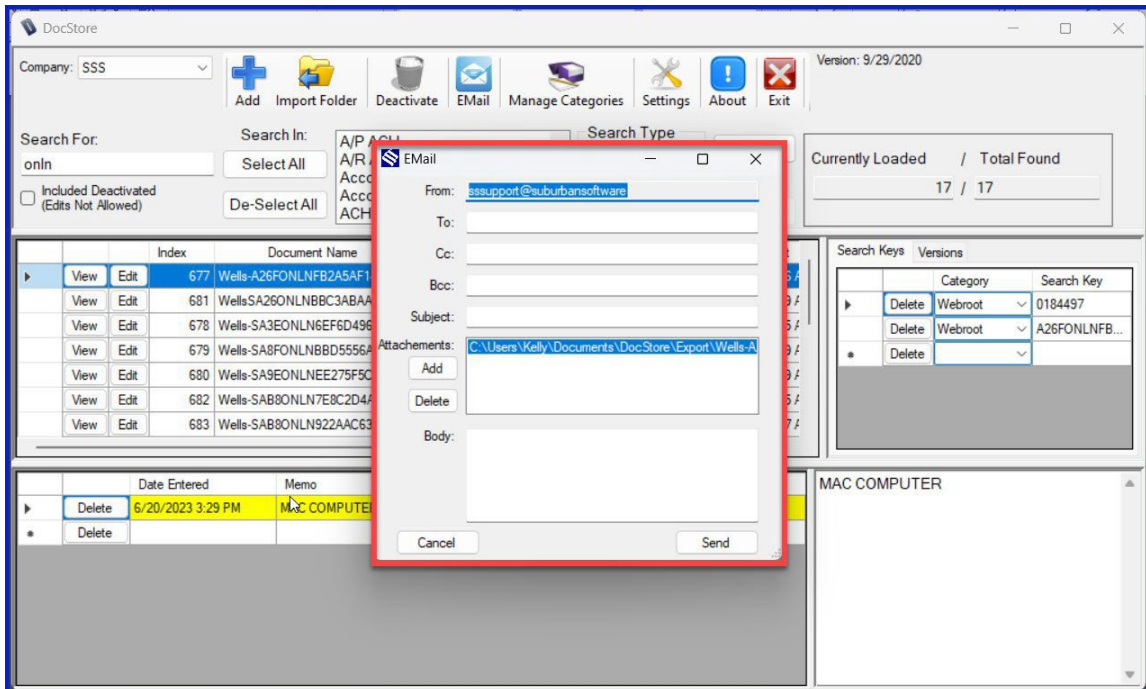 DocStore
Company: SSS
Add Import Folder Deactivate EMail Manage Categories Settings About Exit
Version: 9/29/2020
Search For:
onln
Included Deactivated
(Edits Not Allowed)
Search In:
Select All
De-Select All
A/P ACH
A/R
ACH
Search Type
Currently Loaded / Total Found
17 / 17
Index Document Name
View Edit 677 Wells-A26FONLNFB2A5AF1
View Edit 681 WellsSA26ONLNBBC3ABAA
View Edit 678 Wells-SA3EONLN6EF6D496
View Edit 679 Wells-SA8FONLNBBD5556A
View Edit 680 Wells-SA9EONLNEE275F5C
View Edit 682 Wells-SAB8ONLN7E8C2D4A
View Edit 683 Wells-SAB8ONLN922AAC63
EMail
From: sssupport@suburbansoftware
To:
Cc:
Bcc:
Subject:
Attachements: C:\Users\Kelly\Documents\DocStore\Export\Wells-A
Add
Delete
Body:
Cancel Send
Search Keys Versions
Category Search Key
Delete Webroot 0184497
Delete Webroot A26FONLNFB...
Delete
Date Entered Memo
Delete 6/20/2023 3:29 PM MAC COMPUTE
Delete
MAC COMPUTER